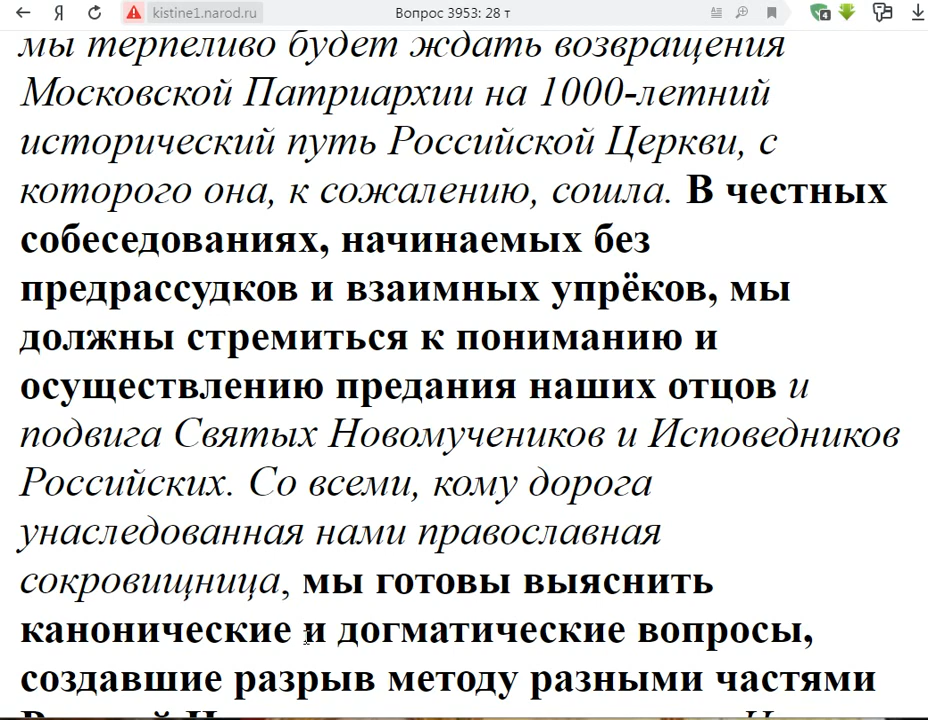 kistine1.narod.ru
Вопрос 3953: 28 т
мы терпеливо будет ждать возвращения
Московской Патриархии на 1000-летний
исторический путь Российской Церкви, с
которого она, к сожалению, сошла. В честных
собеседованиях, начинаемых без
предрассудков и взаимных упрёков, мы
должны стремиться к пониманию и
осуществлению предания наших отцов и
подвига Святых Новомучеников и Исповедников
Российских. Со всеми, кому дорога
унаследованная нами православная
сокровищница, мы готовы выяснить
канонические и догматические вопросы,
создавшие разрыв методу разными частями